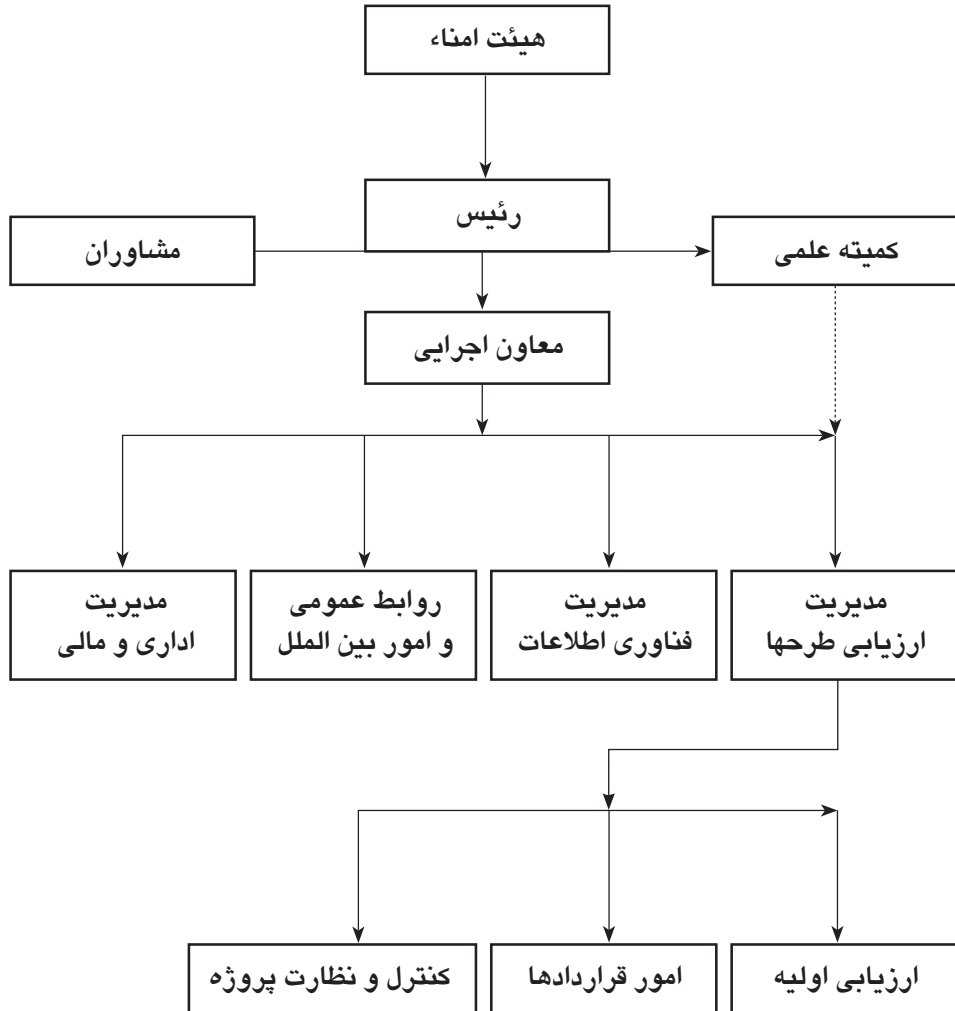 هیئت امناء
رئیس
کمیته علمی
مشاوران
معاون اجرایی
مدیریت
ارزیابی طرحها
مدیریت
فناوری اطلاعات
روابط عمومی
و امور بین الملل
مدیریت
اداری و مالی
ارزیابی اولیه
امور قراردادها
کنترل و نظارت پروژه